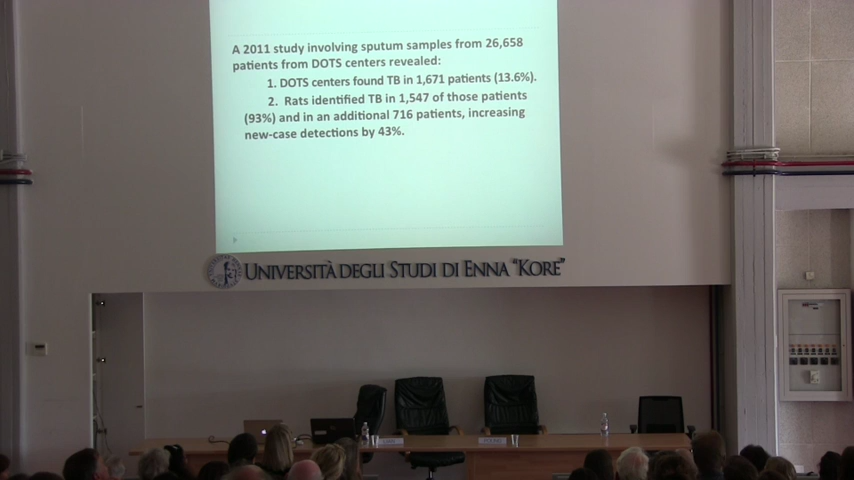 A 2011 study involving sputum samples from 26,658
patients from DOTS centers revealed:
1. DOTS centers found TB in 1,671 patients (13.6%).
2. Rats identified TB in 1,547 of those patients
(93%) and in an additional 716 patients, increasing
new-case detections by 43%.
UNIVERSITÀ DEGLI STUDI DI ENNA "KORE"